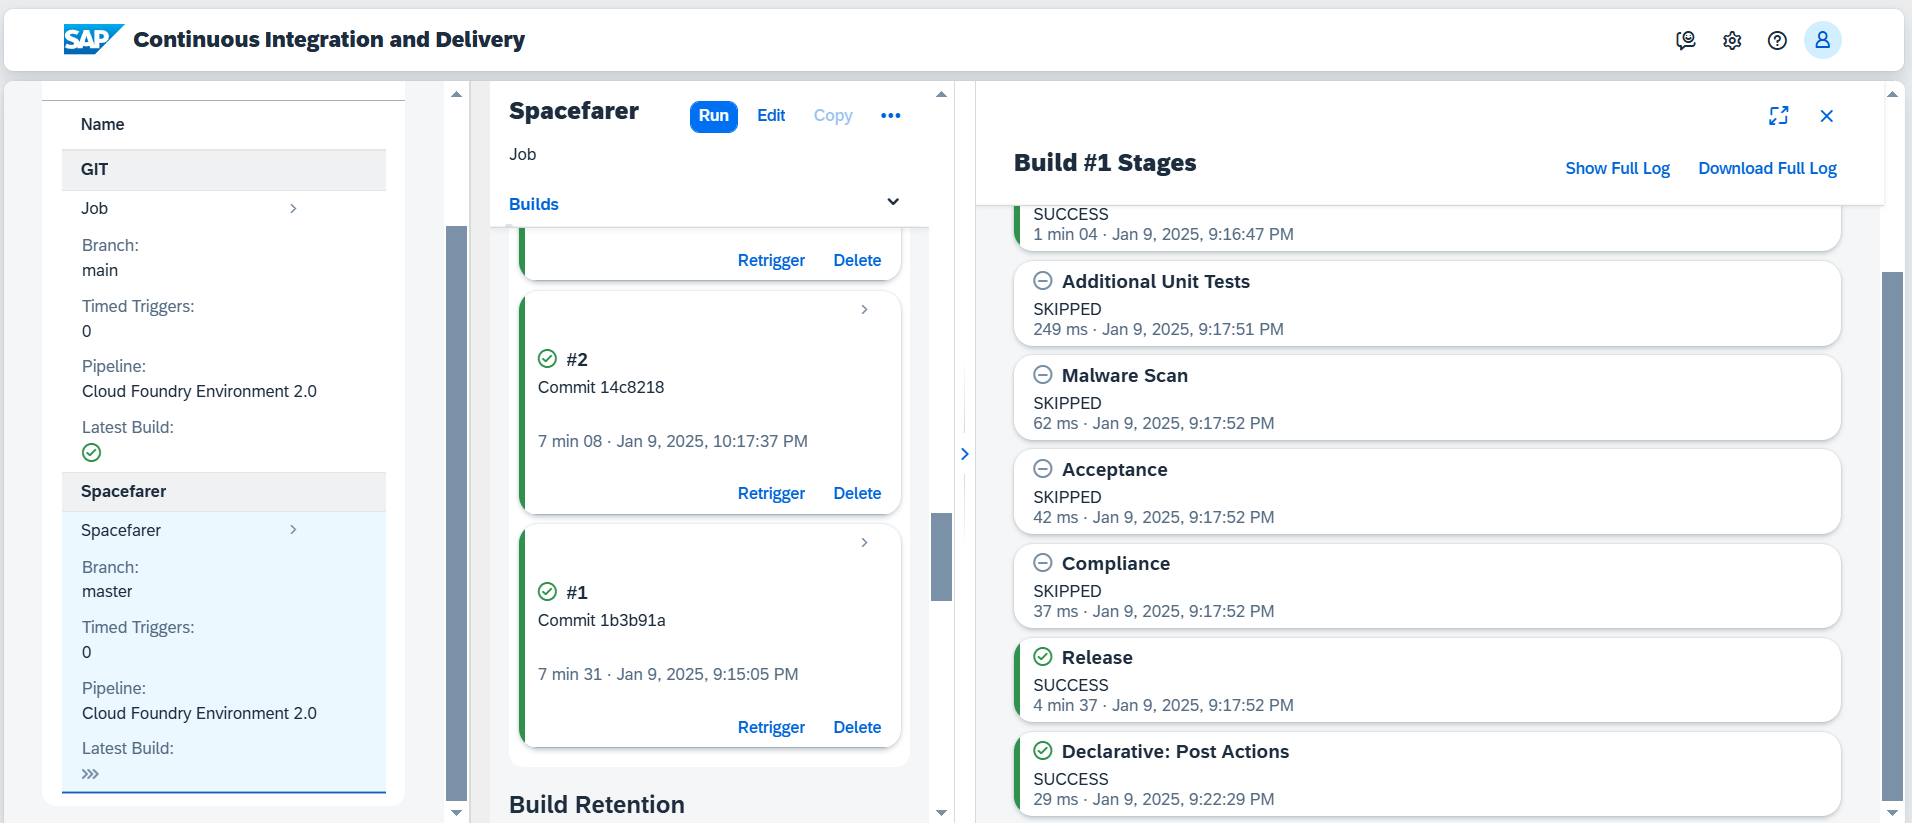 SAP Continuous Integration and Delivery
Name
GIT
Job
Branch:
main
Timed Triggers:
0
Pipeline:
Cloud Foundry Environment 2.0
Latest Build:
Spacefarer
Spacefarer
Branch:
master
Timed Triggers:
0
Pipeline:
Cloud Foundry Environment 2.0
Latest Build:
Spacefarer Run Edit Copy
Job
Builds
Retrigger Delete
#2
Commit 14c8218
7 min 08 · Jan 9, 2025, 10:17:37 PM
Retrigger Delete
#1
Commit 1b3b91a
7 min 31 · Jan 9, 2025, 9:15:05 PM
Retrigger Delete
Build Retention
Build #1 Stages Show Full Log Download Full Log
SUCCESS
1 min 04 · Jan 9, 2025, 9:16:47 PM
Additional Unit Tests
SKIPPED
249 ms · Jan 9, 2025, 9:17:51 PM
Malware Scan
SKIPPED
62 ms · Jan 9, 2025, 9:17:52 PM
Acceptance
SKIPPED
42 ms · Jan 9, 2025, 9:17:52 PM
Compliance
SKIPPED
37 ms · Jan 9, 2025, 9:17:52 PM
Release
SUCCESS
4 min 37 · Jan 9, 2025, 9:17:52 PM
Declarative: Post Actions
SUCCESS
29 ms · Jan 9, 2025, 9:22:29 PM